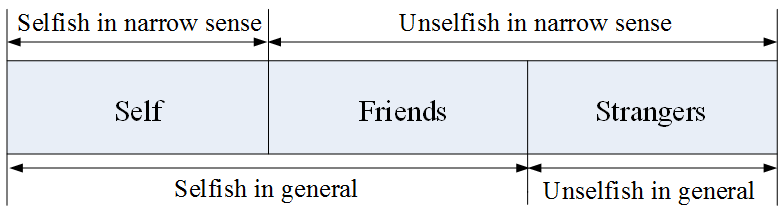 Selfish in narrow sense
Unselfish in narrow sense
Self
Friends
Strangers
Selfish in general
Unselfish in general